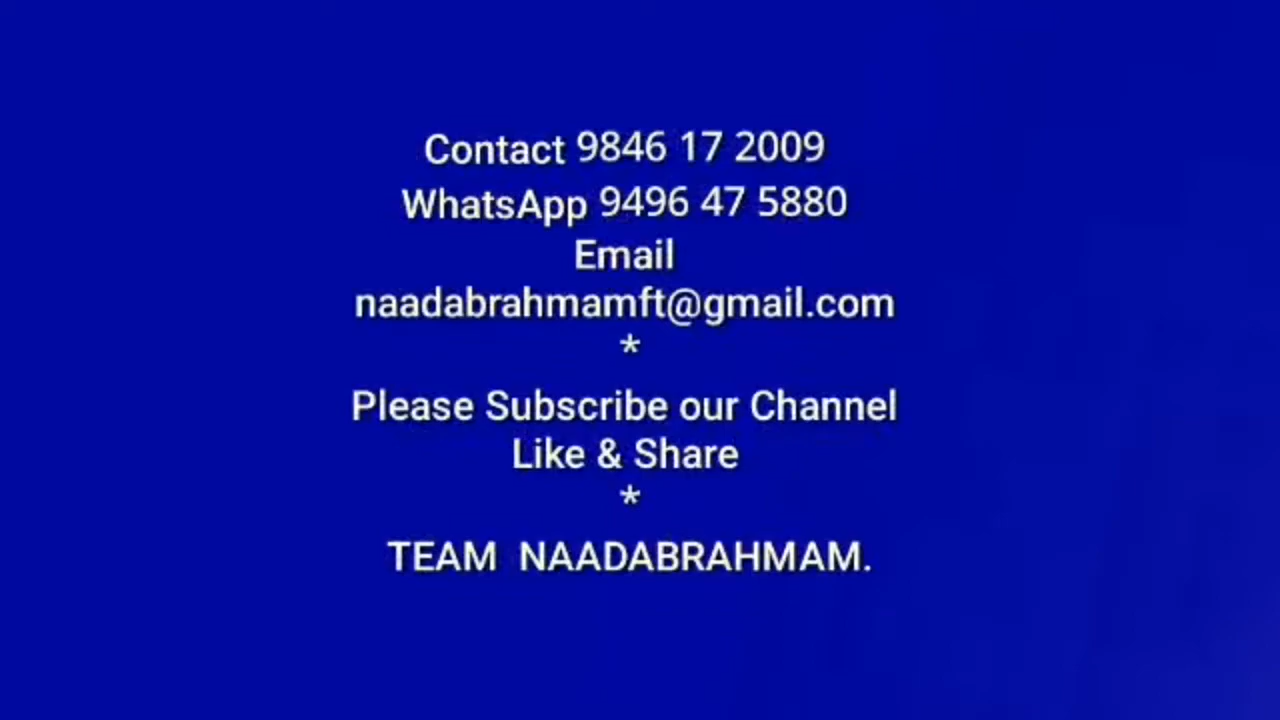 Contact 9846 17 2009
WhatsApp 9496 47 5880
Email
naadabrahmamft@gmail.com
*
Please Subscribe our Channel
Like & Share
*
TEAM NAADABRAHMAM.